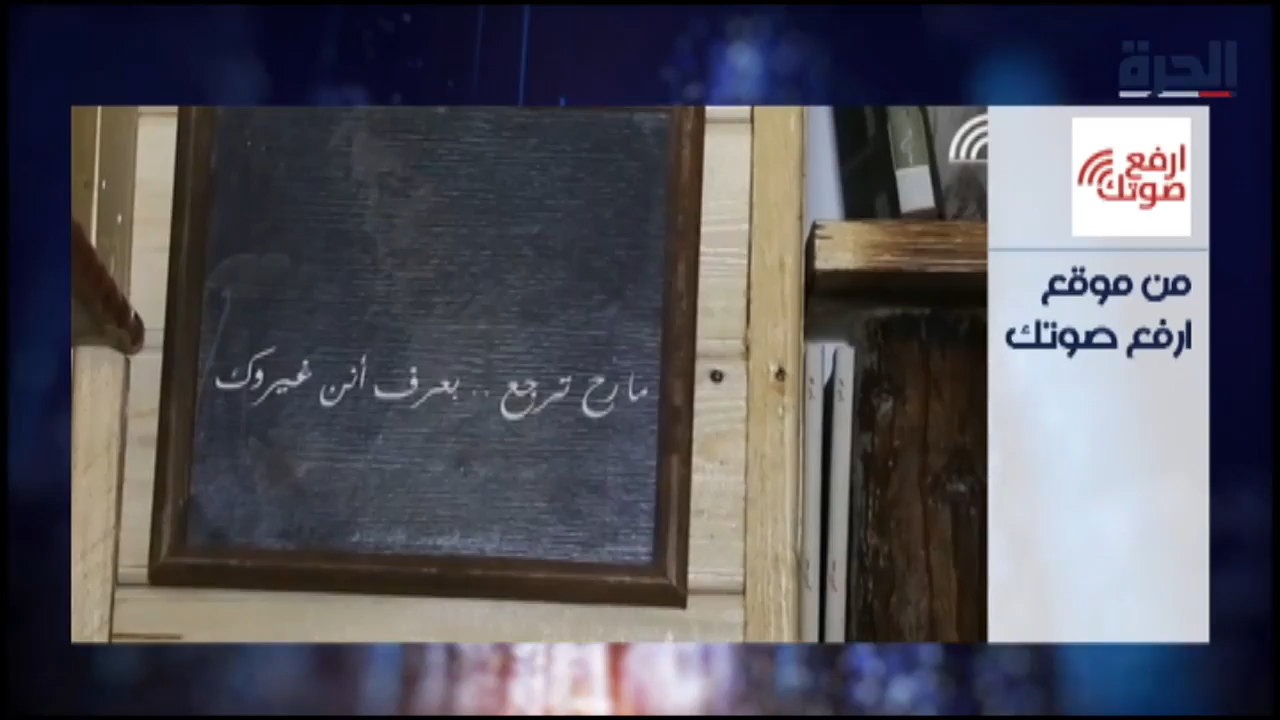 الحرة
ارفع
صوتك
من موقع
ارفع صوتك
ما رح ترجع .. بعرف أنن غيروك